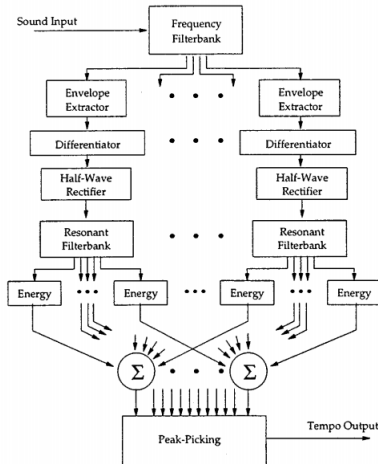 Sound Input
Frequency
Filterbank
Envelope
Extractor
Envelope
Extractor
Differentiator
Differentiator
Half-Wave
Rectifier
Half-Wave
Rectifier
Resonant
Filterbank
Resonant
Filterbank
Energy
Energy
Energy
Energy
Σ
Σ
Tempo Output
Peak-Picking